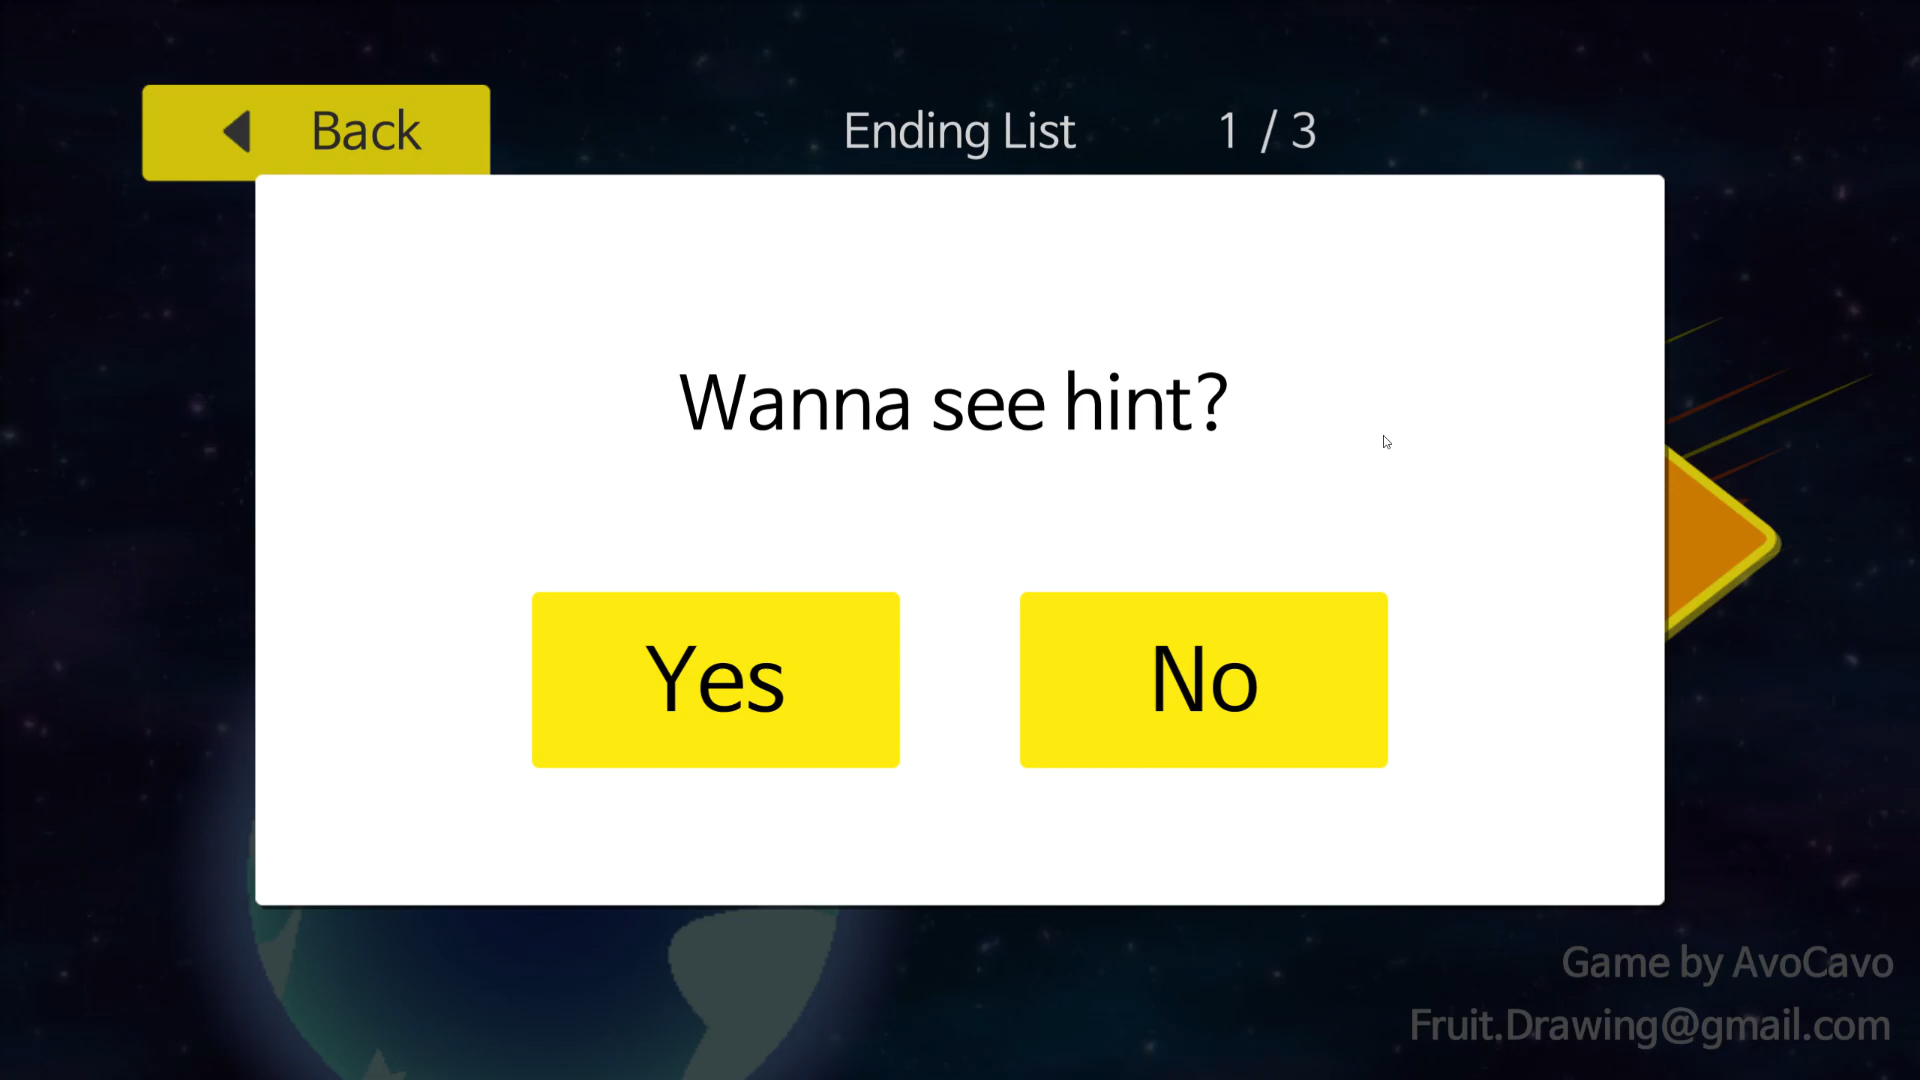 Back
Ending List 1 / 3
Wanna see hint?
Yes
No
Game by AvoCavo
Fruit.Drawing@gmail.com